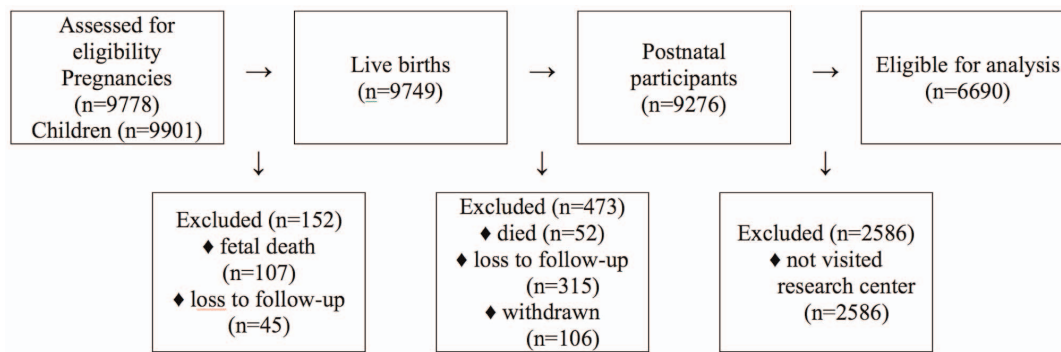 Assessed for
eligibility
Pregnancies
(n=9778)
Children (n=9901)
→
Live births
(n=9749)
→
Postnatal
participants
(n=9276)
→
Eligible for analysis
(n=6690)
↓
↓
↓
Excluded (n=152)
♦ fetal death
(n=107)
♦ loss to follow-up
(n=45)
Excluded (n=473)
♦ died (n=52)
♦ loss to follow-up
(n=315)
♦ withdrawn
(n=106)
Excluded (n=2586)
♦ not visited
research center
(n=2586)